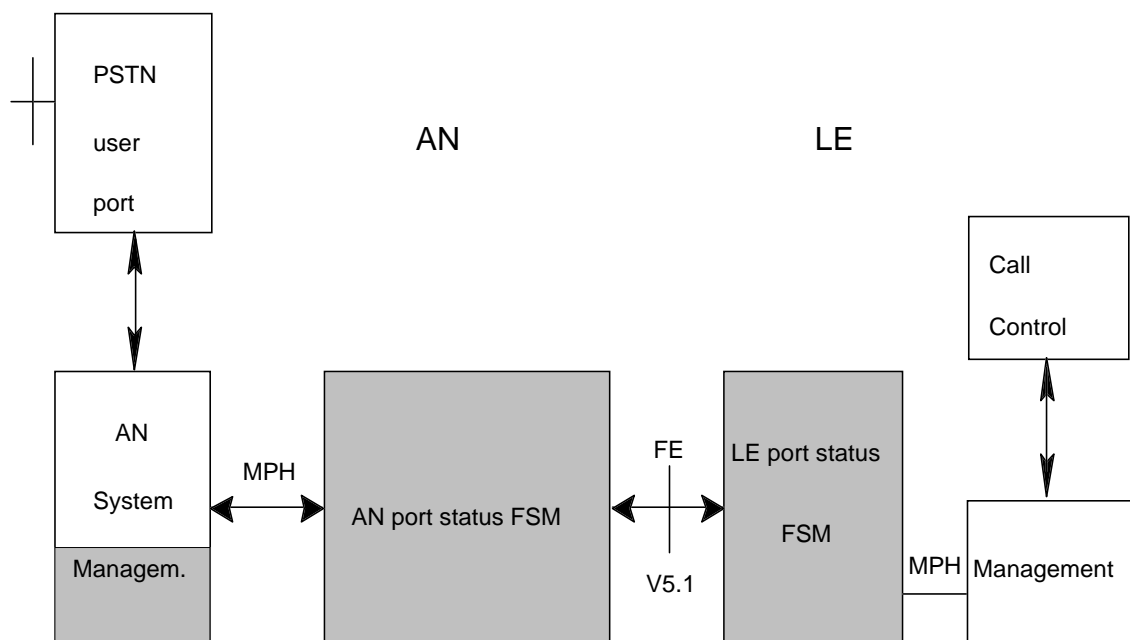 PSTN
user
port
AN
LE
Call
Control
AN
System
Managem.
MPH
AN port status FSM
FE
V5.1
LE port status
FSM
MPH
Management